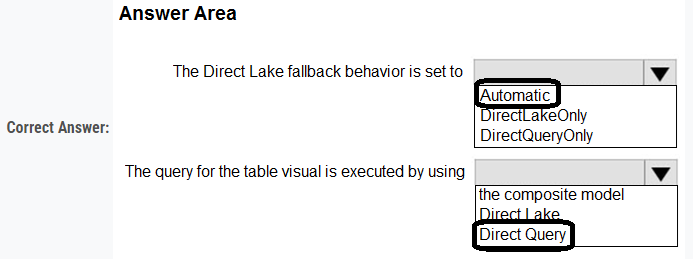 Answer Area
The Direct Lake fallback behavior is set to
Automatic
DirectLakeOnly
DirectQueryOnly
Correct Answer:
The query for the table visual is executed by using
the composite model
Direct Lake
Direct Query